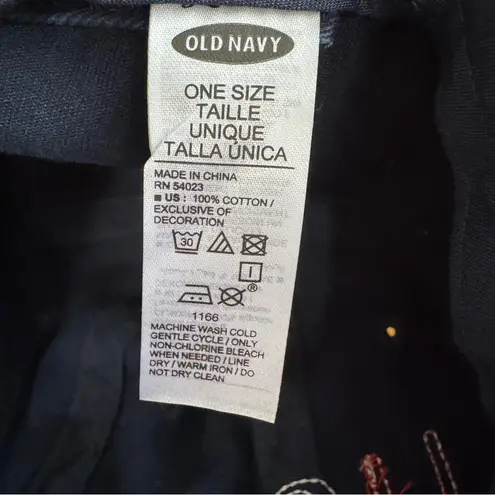 OLD NAVY
ONE SIZE
TAILLE
UNIQUE
TALLA ÚNICA
MADE IN CHINA
RN 54023
■ US : 100% COTTON /
EXCLUSIVE OF
DECORATION
30
®
1166
MACHINE WASH COLD
GENTLE CYCLE / ONLY
NON-CHLORINE BLEACH
WHEN NEEDED / LINE
DRY / WARM IRON / DO
NOT DRY CLEAN